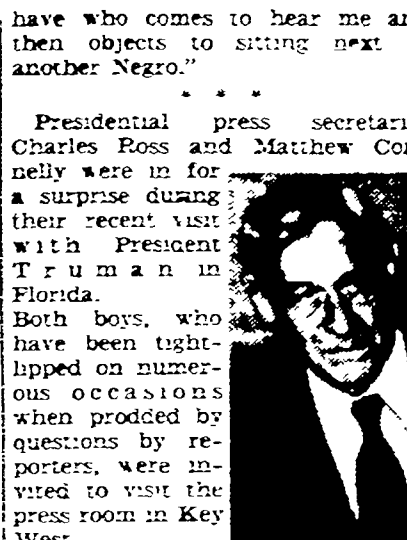 have who comes to hear me an
then objects to sitting next
another Negro."
* * *
Presidential press secretari
Charles Ross and Matthew Con
nelly were in for
a surprise during
their recent visit
with President
Truman in
Florida.
Both boys, who
have been tight-
lipped on numer-
ous occasions
when prodded by
questions by re-
porters, were in-
vited to visit the
press room in Key
West